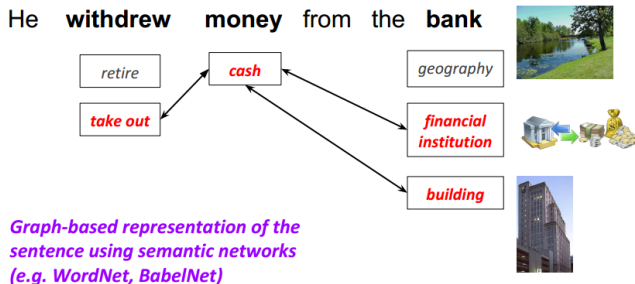 He withdrew money from the bank
retire
cash
geography
take out
financial
institution
building
Graph-based representation of the
sentence using semantic networks
(e.g. WordNet, BabelNet)